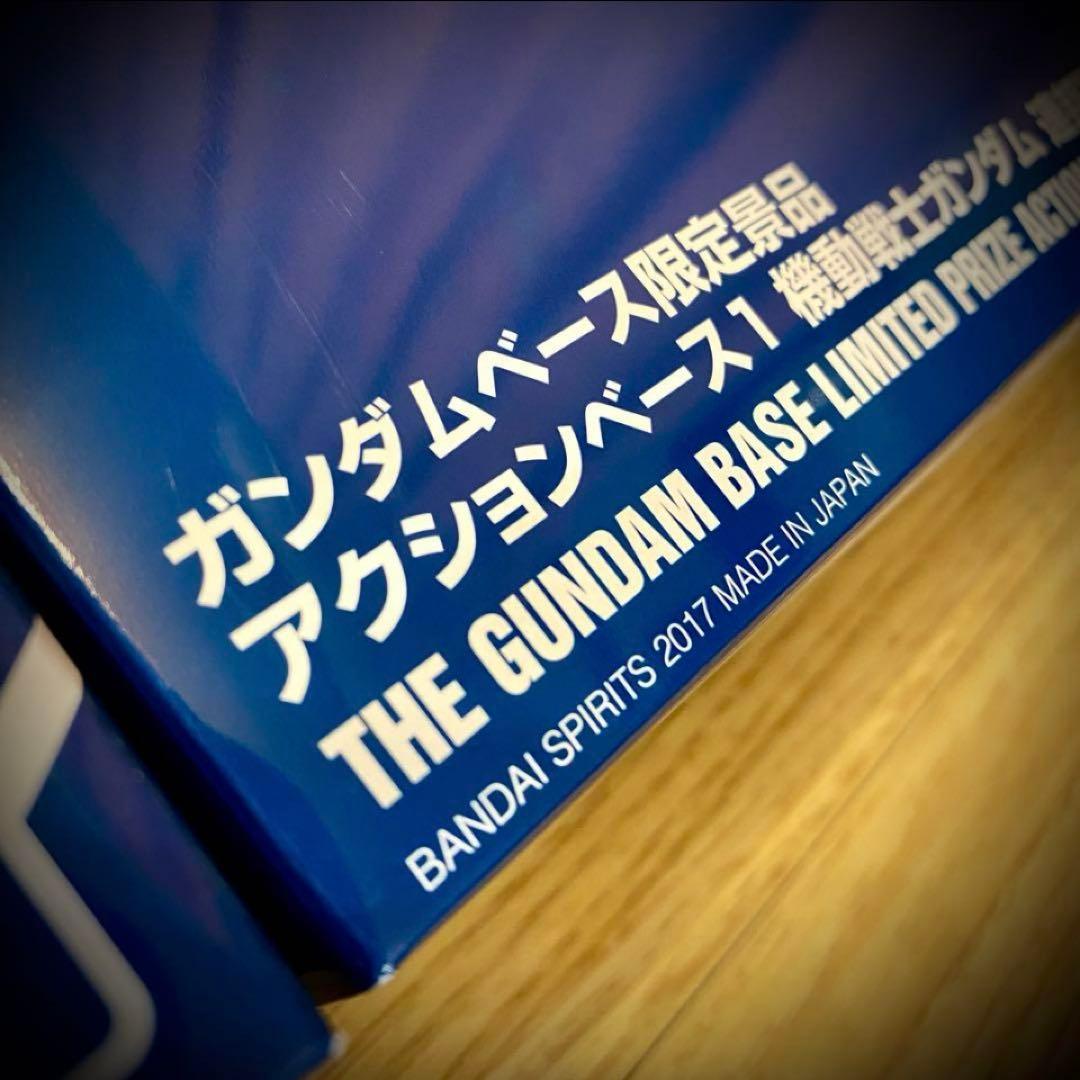 ガンダムベース限定景品
アクションベース1 機動戦士ガンダム 連
THE GUNDAM BASE LIMITED PRIZE ACTION
BANDAI SPIRITS 2017 MADE IN JAPAN